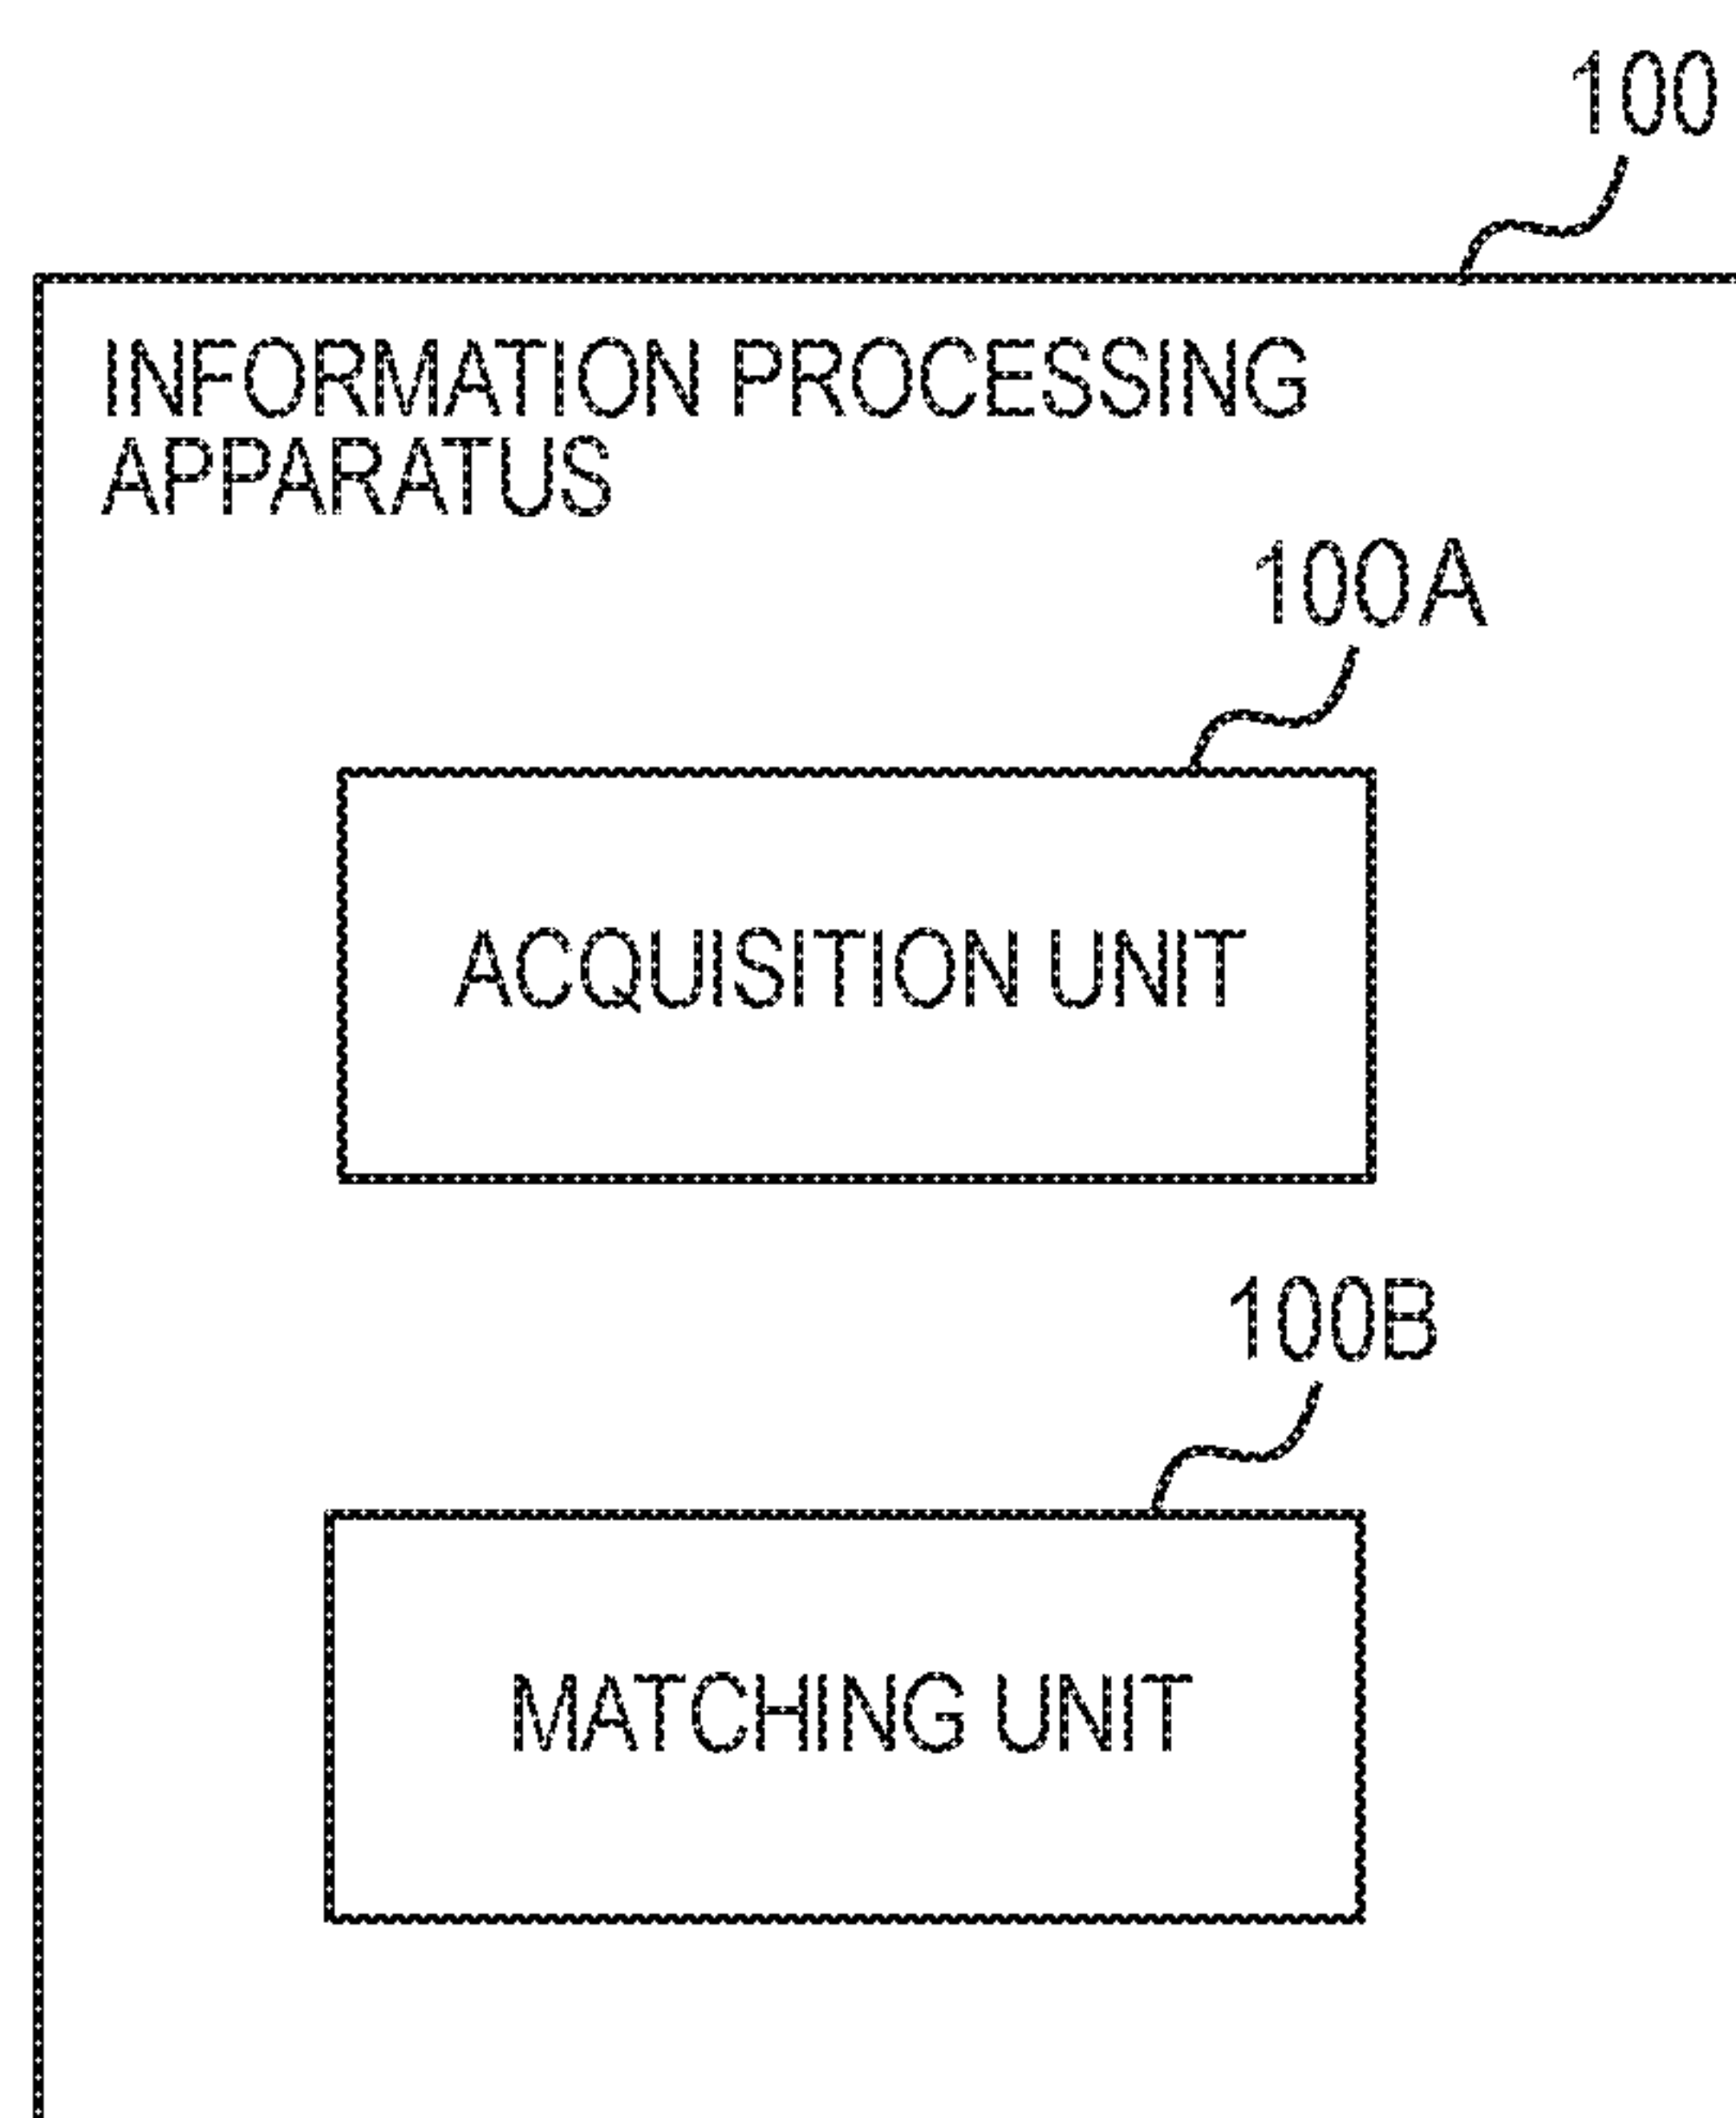 100
INFORMATION PROCESSING
APPARATUS
100A
ACQUISITION UNIT
100B
MATCHING UNIT